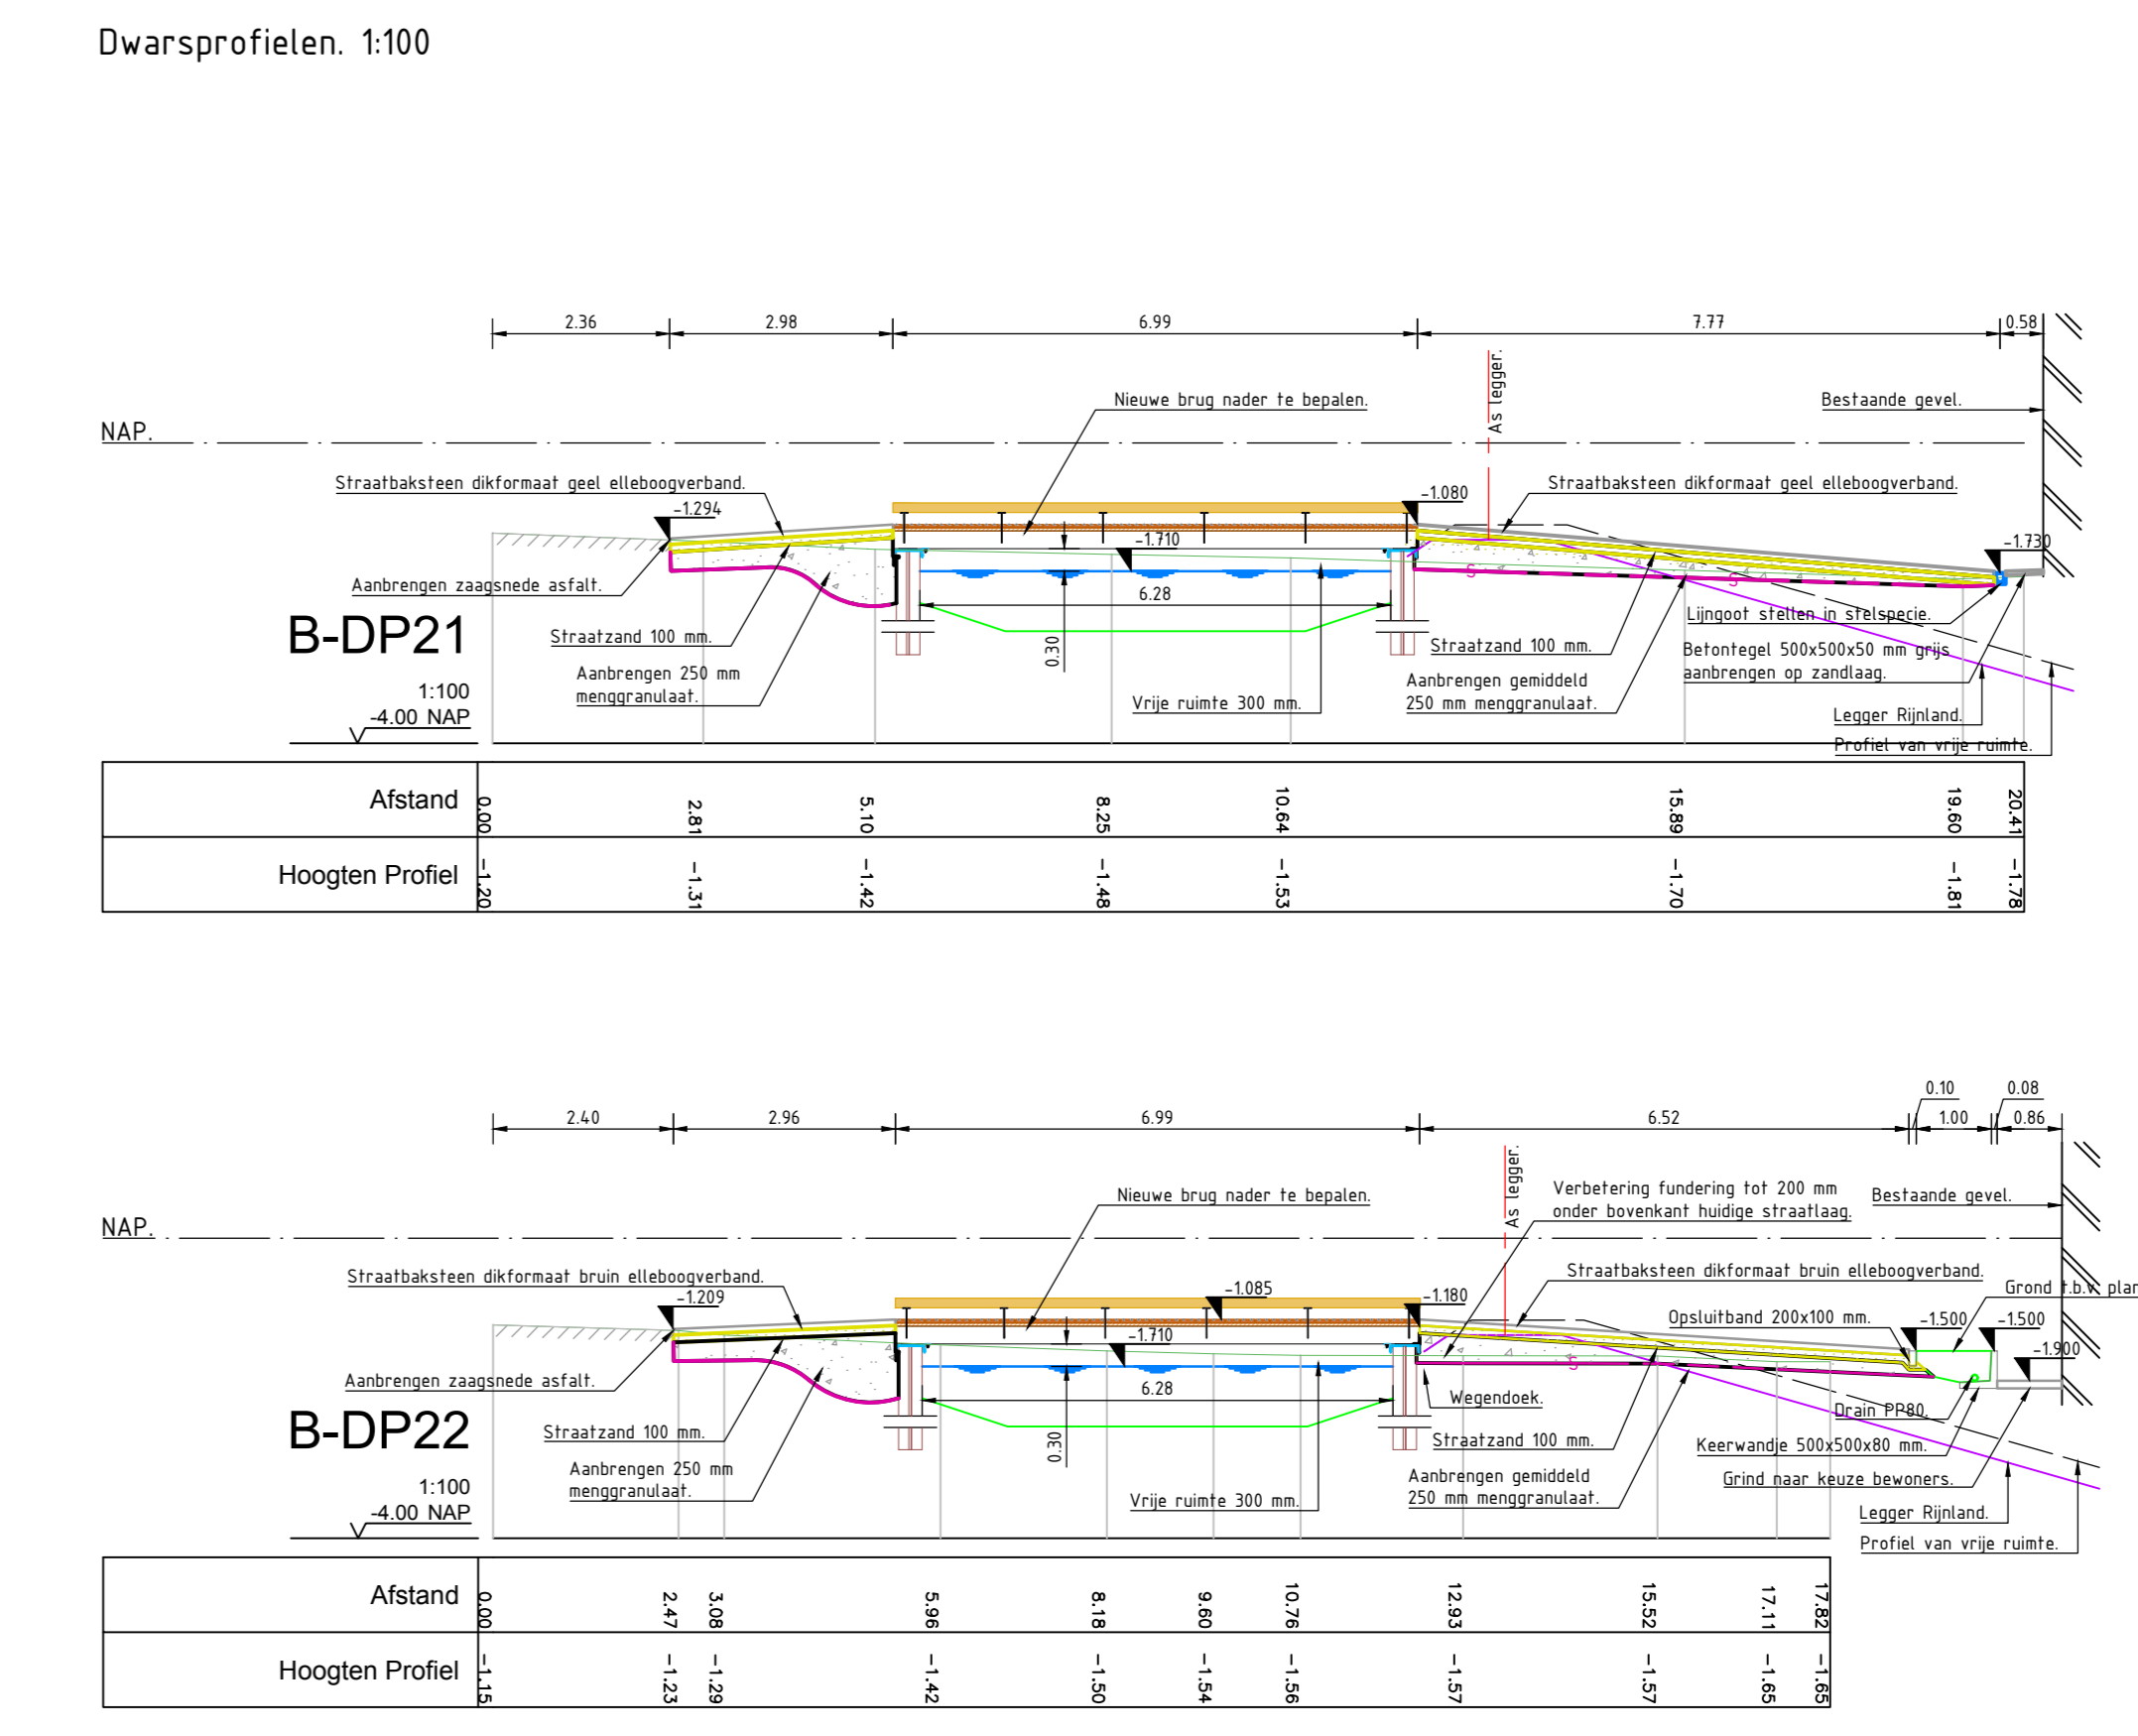 Dwarsprofielen. 1:100
2.36
2.98
6.99
7.77
0.58
As legger.
Nieuwe brug nader te bepalen.
Bestaande gevel.
NAP.
Straatbaksteen dikformaat geel elleboogverband.
Straatbaksteen dikformaat geel elleboogverband.
-1.294
-1.080
-1.710
-1.730
Aanbrengen zaagsnede asfalt.
6.28
B-DP21
Lijngoot stellen in stelspecie.
Straatzand 100 mm.
0.30
Straatzand 100 mm.
Betontegel 500x500x50 mm grijs
aanbrengen op zandlaag.
Aanbrengen 250 mm
menggranulaat.
Aanbrengen gemiddeld
250 mm menggranulaat.
1:100
-4.00 NAP
Vrije ruimte 300 mm.
Legger Rijnland.
Profiel van vrije ruimte.
S
S
Afstand 0.00 2.81 5.10 8.25 10.64 15.89 19.60 20.41
Hoogten Profiel -1.20 -1.31 -1.42 -1.48 -1.53 -1.70 -1.81 -1.78
0.10
0.08
2.40
2.96
6.99
6.52
1.00
0.86
As legger.
Nieuwe brug nader te bepalen.
Verbetering fundering tot 200 mm
onder bovenkant huidige straatlaag.
Bestaande gevel.
NAP.
Straatbaksteen dikformaat bruin elleboogverband.
Straatbaksteen dikformaat bruin elleboogverband.
Grond t.b.v. plan
-1.209
-1.085
-1.180
Opsluitband 200x100 mm.
-1.500
-1.500
-1.710
-1.900
S
Aanbrengen zaagsnede asfalt.
6.28
Wegendoek.
Drain PP80.
B-DP22
Straatzand 100 mm.
0.30
Straatzand 100 mm.
Keerwandje 500x500x80 mm.
Aanbrengen 250 mm
menggranulaat.
Aanbrengen gemiddeld
250 mm menggranulaat.
Grind naar keuze bewoners.
1:100
-4.00 NAP
Vrije ruimte 300 mm.
Legger Rijnland.
Profiel van vrije ruimte.
Afstand 0.00 2.47 3.08 5.96 8.18 9.60 10.76 12.93 15.52 17.11 17.82
Hoogten Profiel -1.15 -1.23 -1.29 -1.42 -1.50 -1.54 -1.56 -1.57 -1.57 -1.65 -1.65